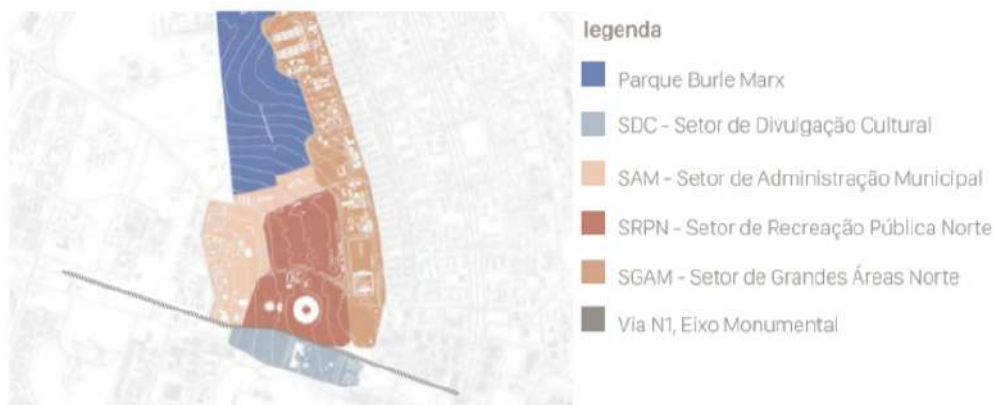 legenda
Parque Burle Marx
SDC - Setor de Divulgação Cultural
SAM - Setor de Administração Municipal
SRPN - Setor de Recreação Pública Norte
SGAM - Setor de Grandes Áreas Norte
Via N1, Eixo Monumental